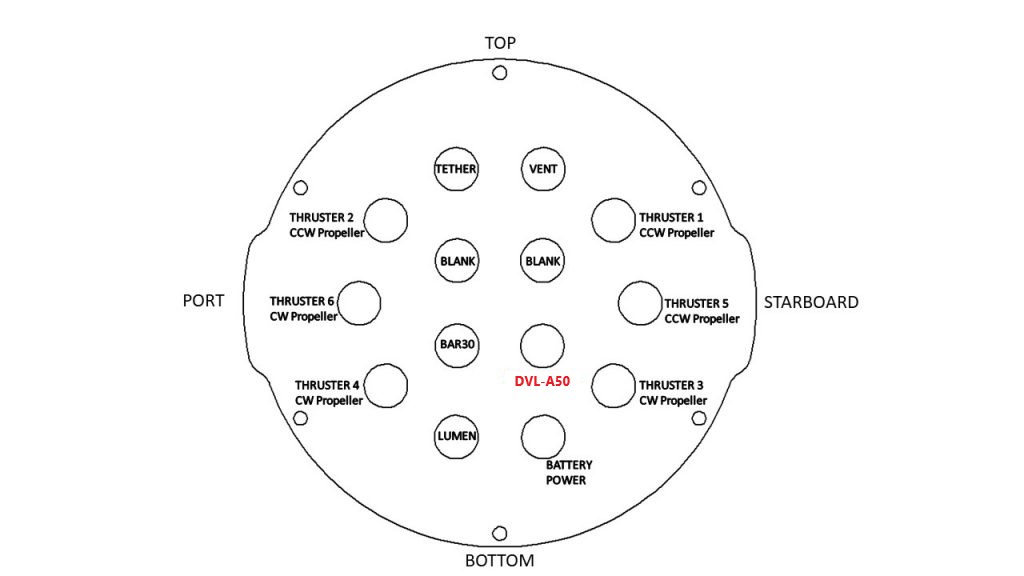 TOP
TETHER
VENT
THRUSTER 2
CCW Propeller
THRUSTER 1
CCW Propeller
BLANK
BLANK
PORT
THRUSTER 6
CW Propeller
THRUSTER 5
CCW Propeller
STARBOARD
BAR30
DVL-A50
THRUSTER 4
CW Propeller
THRUSTER 3
CW Propeller
LUMEN
BATTERY
POWER
BOTTOM